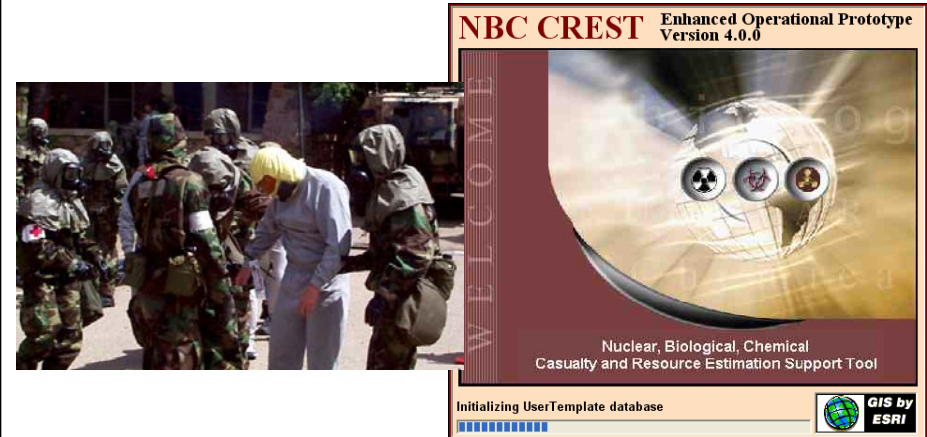 NBC CREST
Enhanced Operational Prototype
Version 4.0.0
WELCOME
Nuclear, Biological, Chemical
Casualty and Resource Estimation Support Tool
Initializing UserTemplate database
GIS by
ESRI